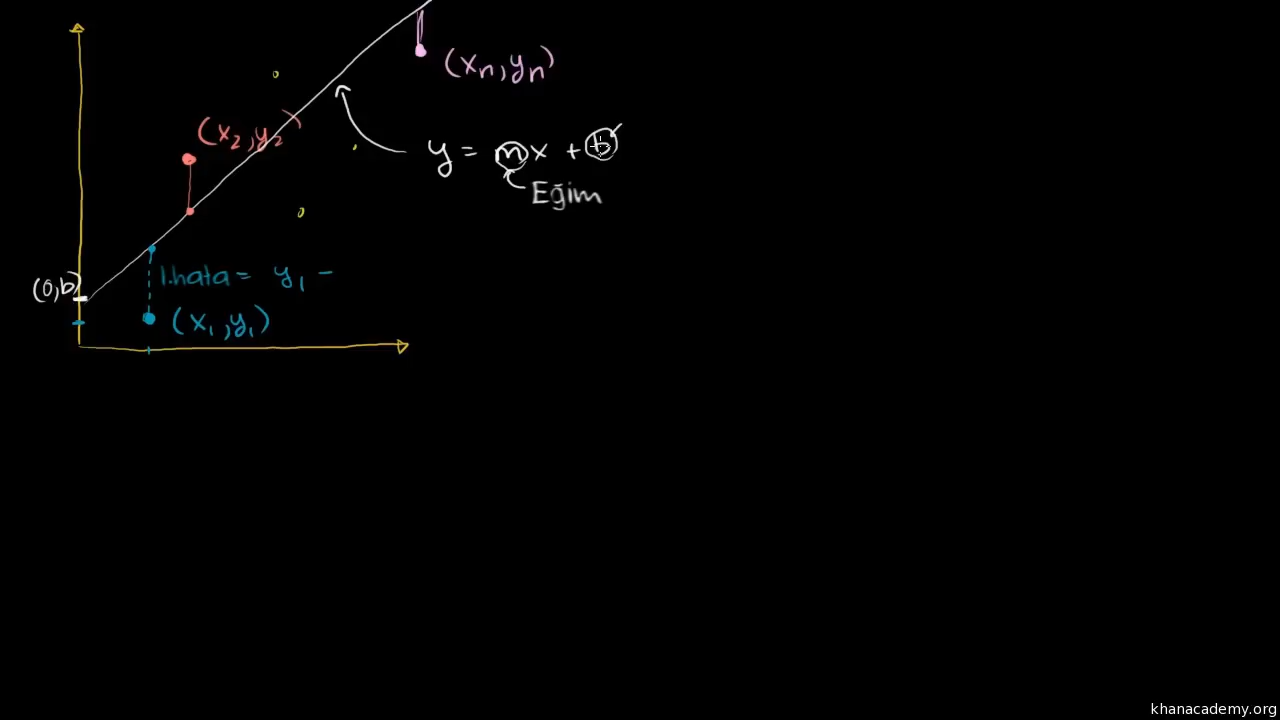 (xn,yn)
(x2,y2)
y = mx + b
Eğim
1.hata = y1 -
(0,b)
(x1,y1)
khanacademy.org